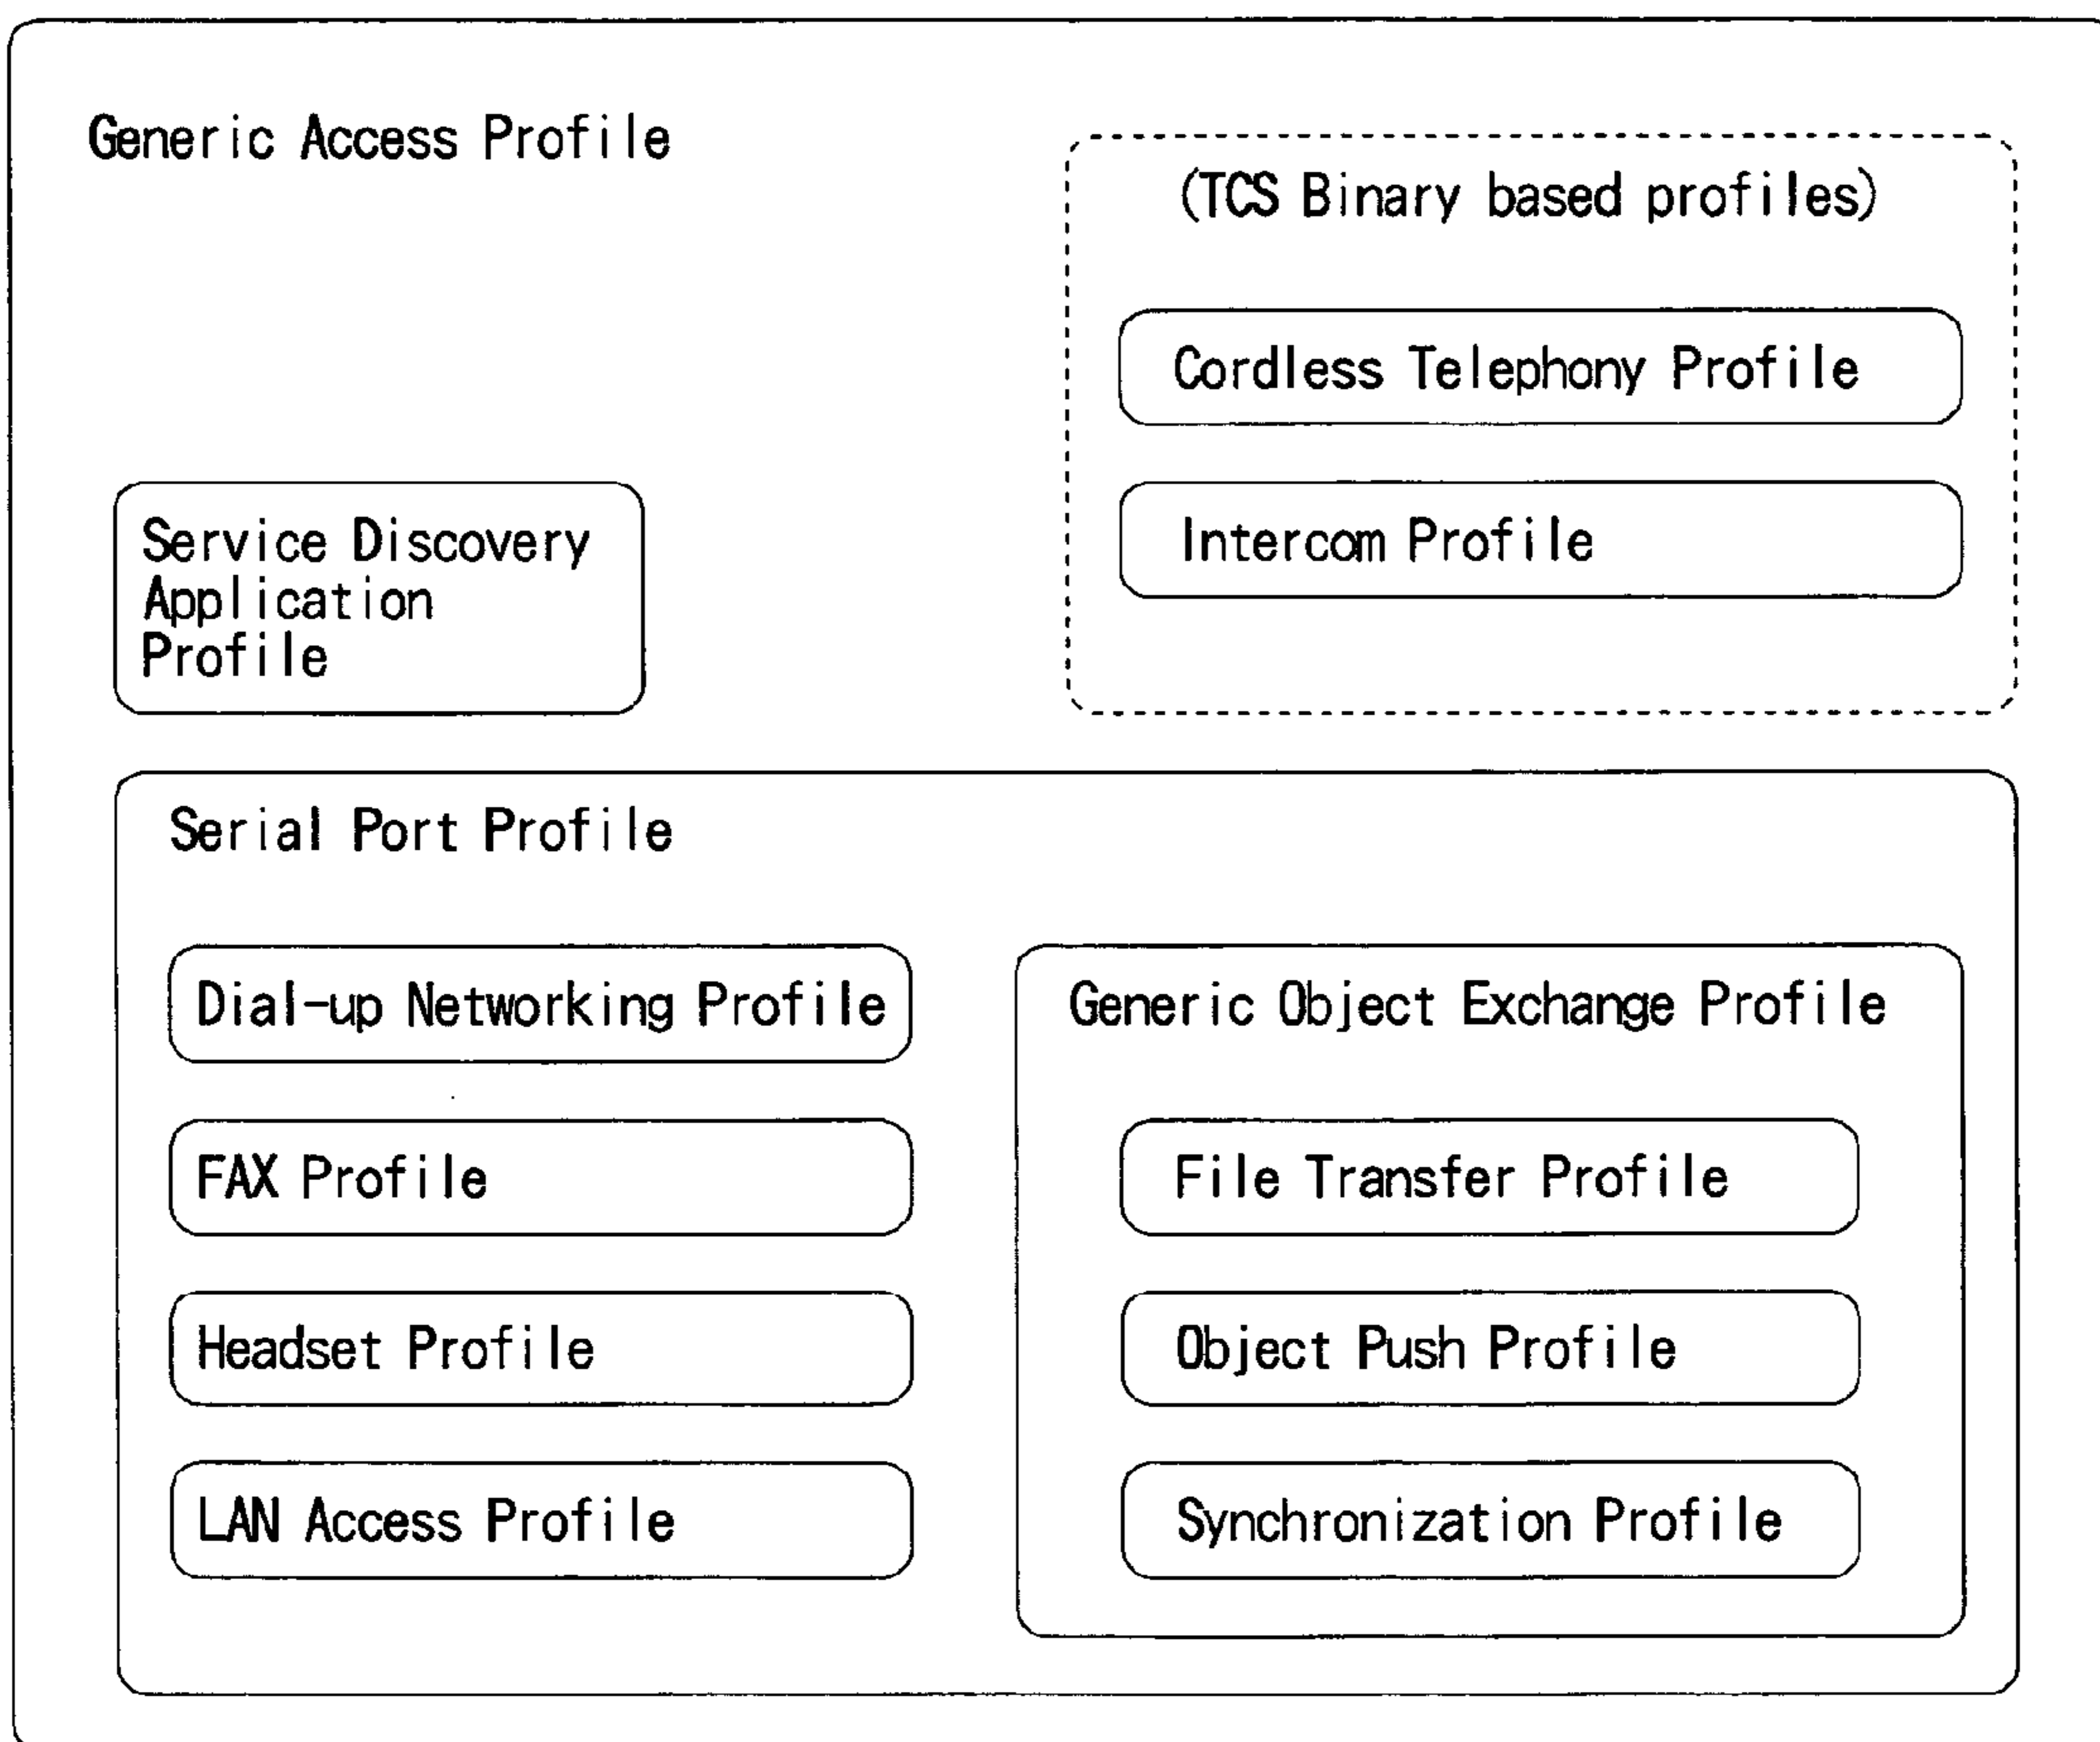 Generic Access Profile
(TCS Binary based profiles)
Cordless Telephony Profile
Intercom Profile
Service Discovery
Application
Profile
Serial Port Profile
Dial-up Networking Profile
FAX Profile
Headset Profile
LAN Access Profile
Generic Object Exchange Profile
File Transfer Profile
Object Push Profile
Synchronization Profile